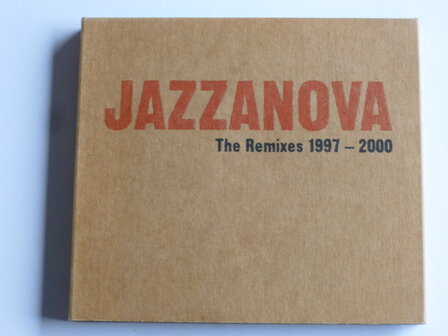 JAZZANOVA
The Remixes 1997 – 2000